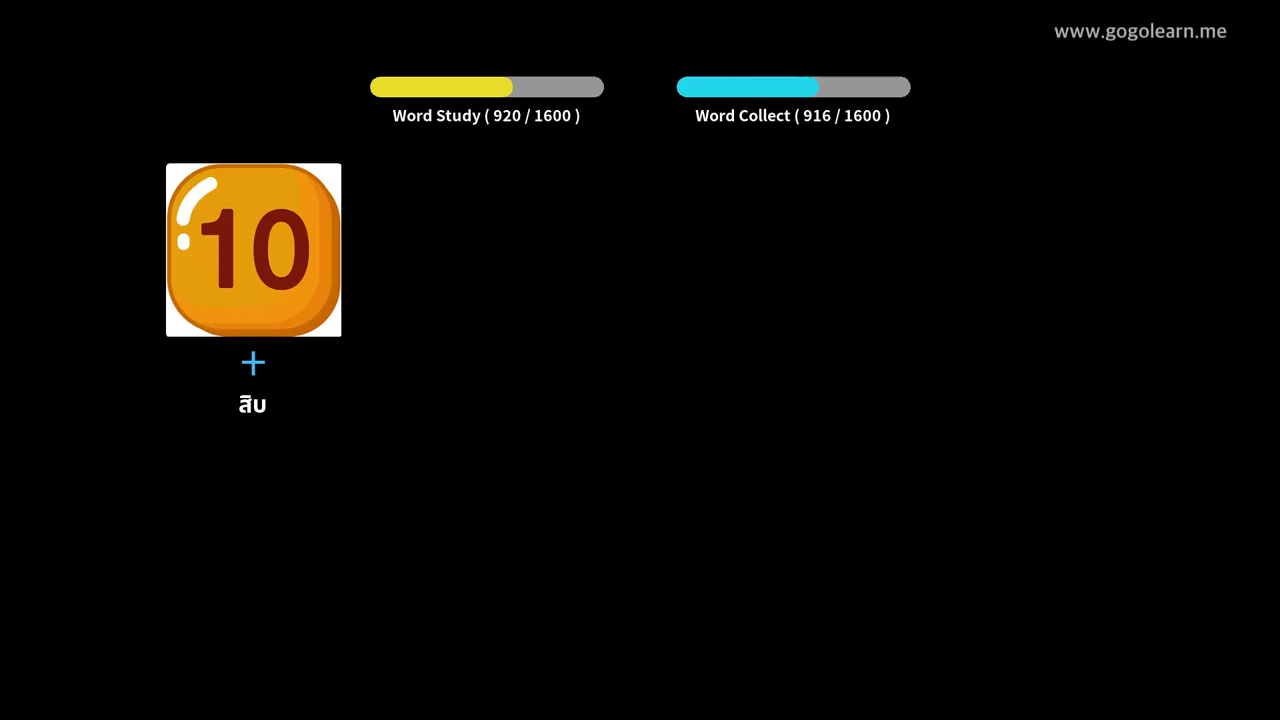 www.gogolearn.me
Word Study ( 920 / 1600 )
Word Collect ( 916 / 1600 )
10
+
สิบ